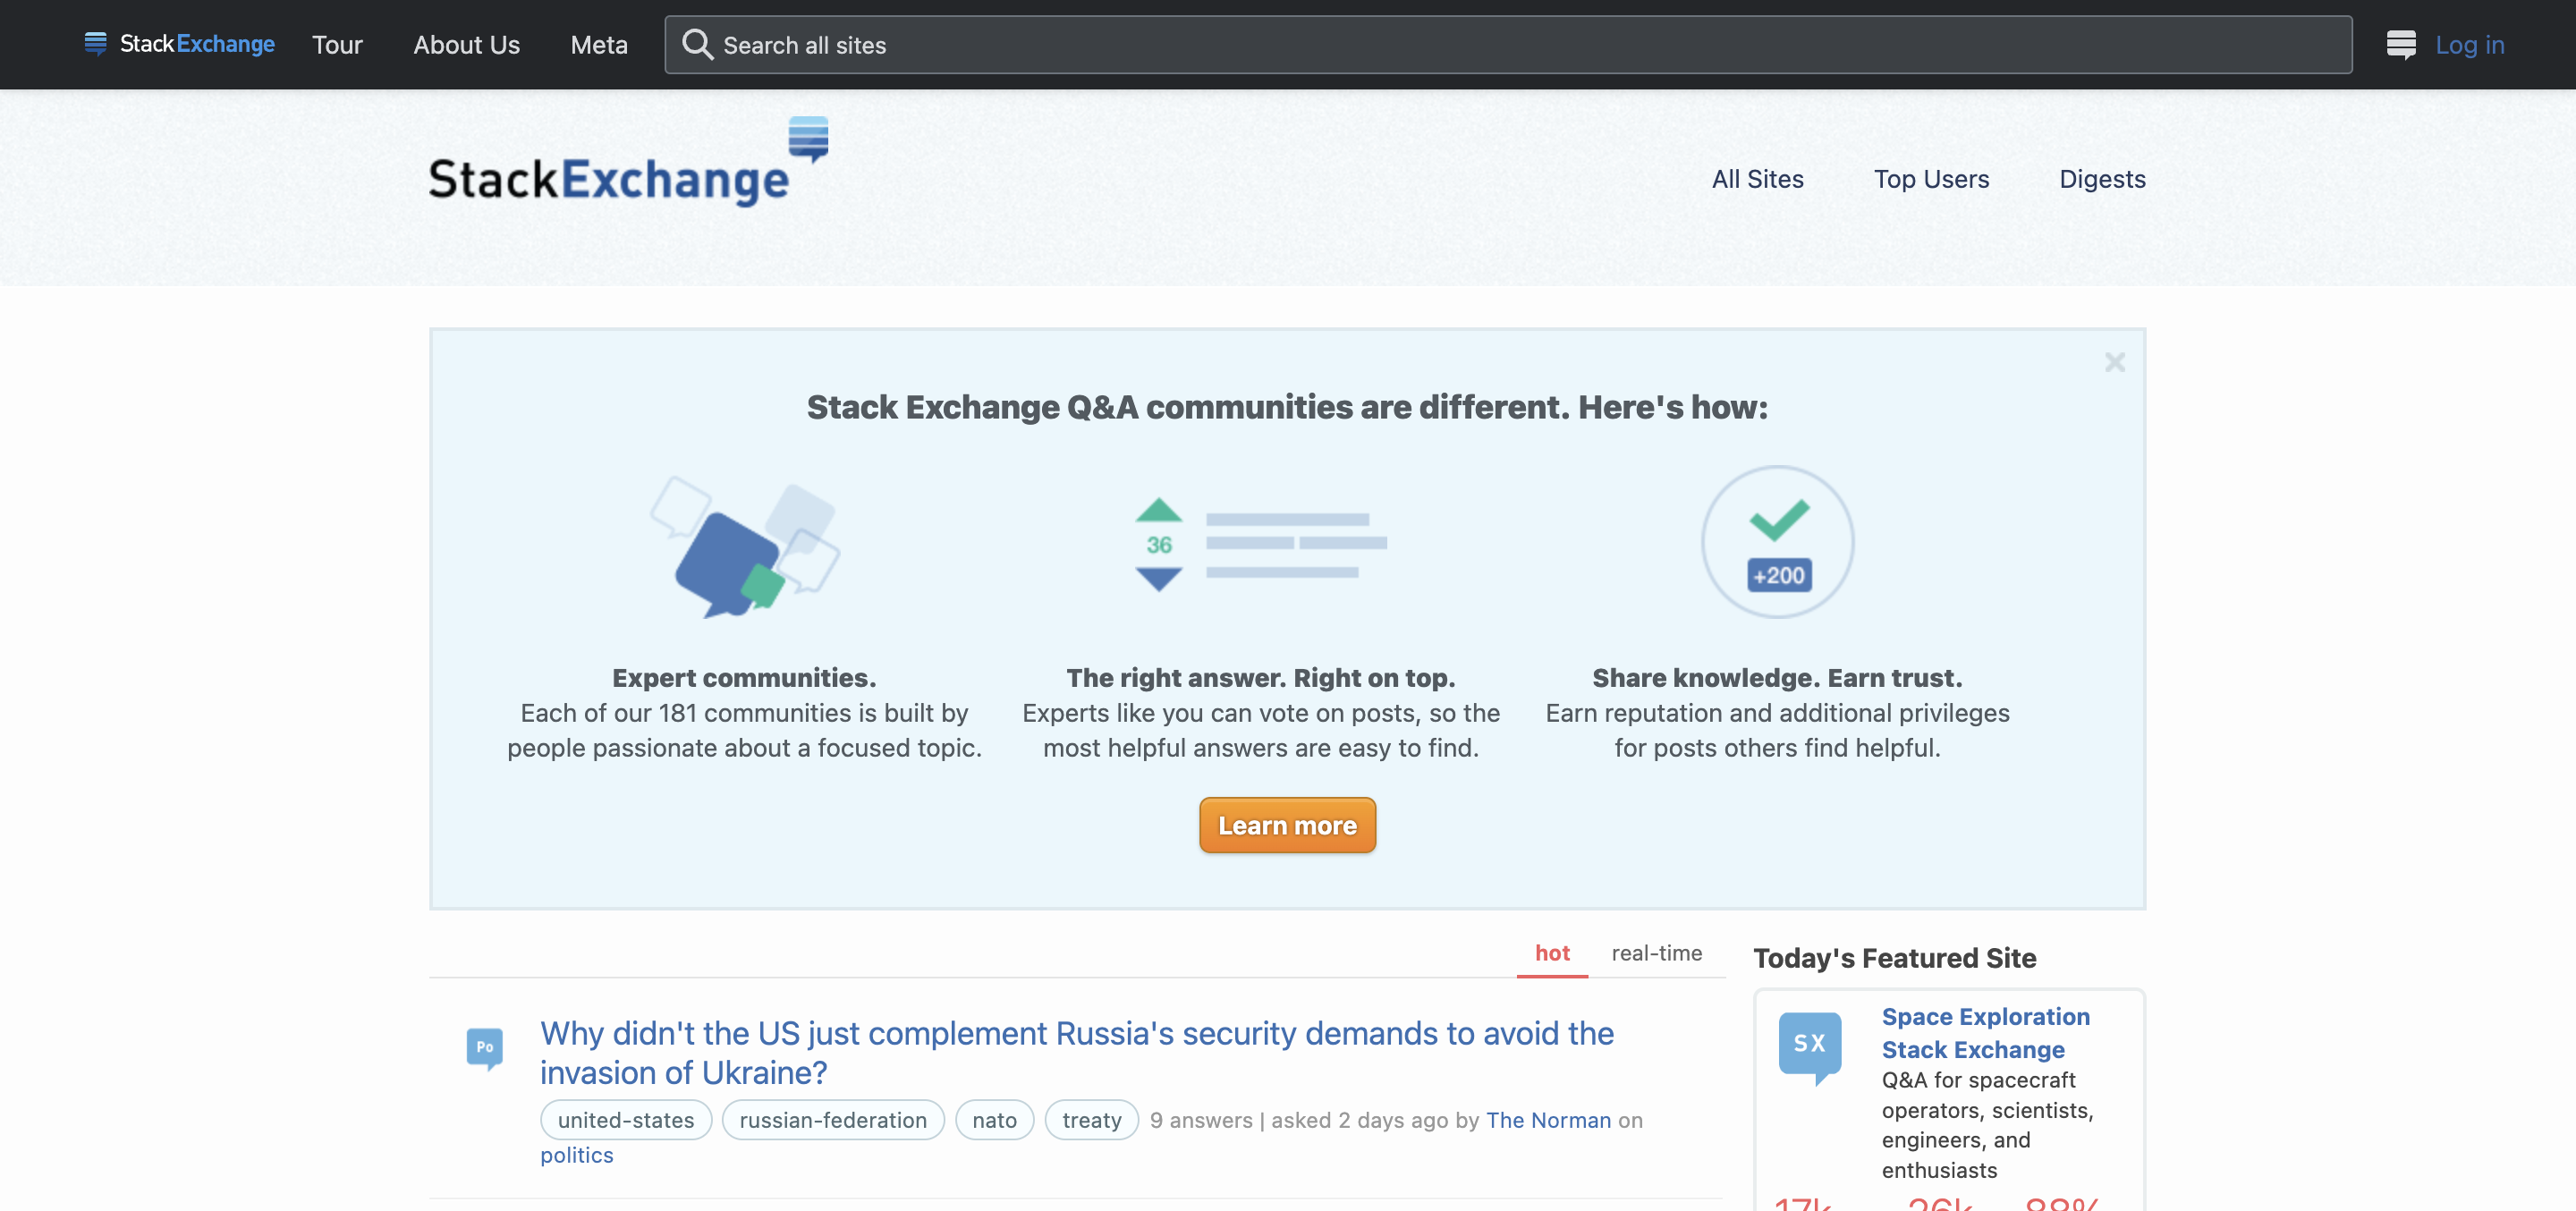 StackExchange Tour About Us Meta Search all sites Log in
StackExchange
All Sites Top Users Digests
Stack Exchange Q&A communities are different. Here's how:
36
+200
Expert communities.
Each of our 181 communities is built by
people passionate about a focused topic.
The right answer. Right on top.
Experts like you can vote on posts, so the
most helpful answers are easy to find.
Share knowledge. Earn trust.
Earn reputation and additional privileges
for posts others find helpful.
Learn more
hot real-time
Po
Why didn't the US just complement Russia's security demands to avoid the
invasion of Ukraine?
united-states russian-federation nato treaty 9 answers | asked 2 days ago by The Norman on
politics
Today's Featured Site
SX
Space Exploration
Stack Exchange
Q&A for spacecraft
operators, scientists,
engineers, and
enthusiasts
17k 26k 88%